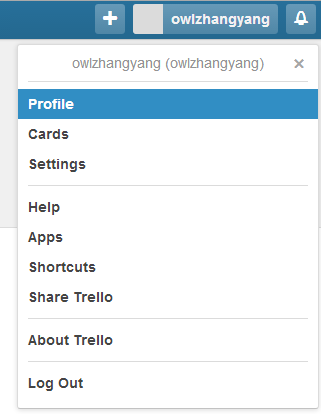 owlzhangyang
owlzhangyang (owlzhangyang)
Profile
Cards
Settings
Help
Apps
Shortcuts
Share Trello
About Trello
Log Out